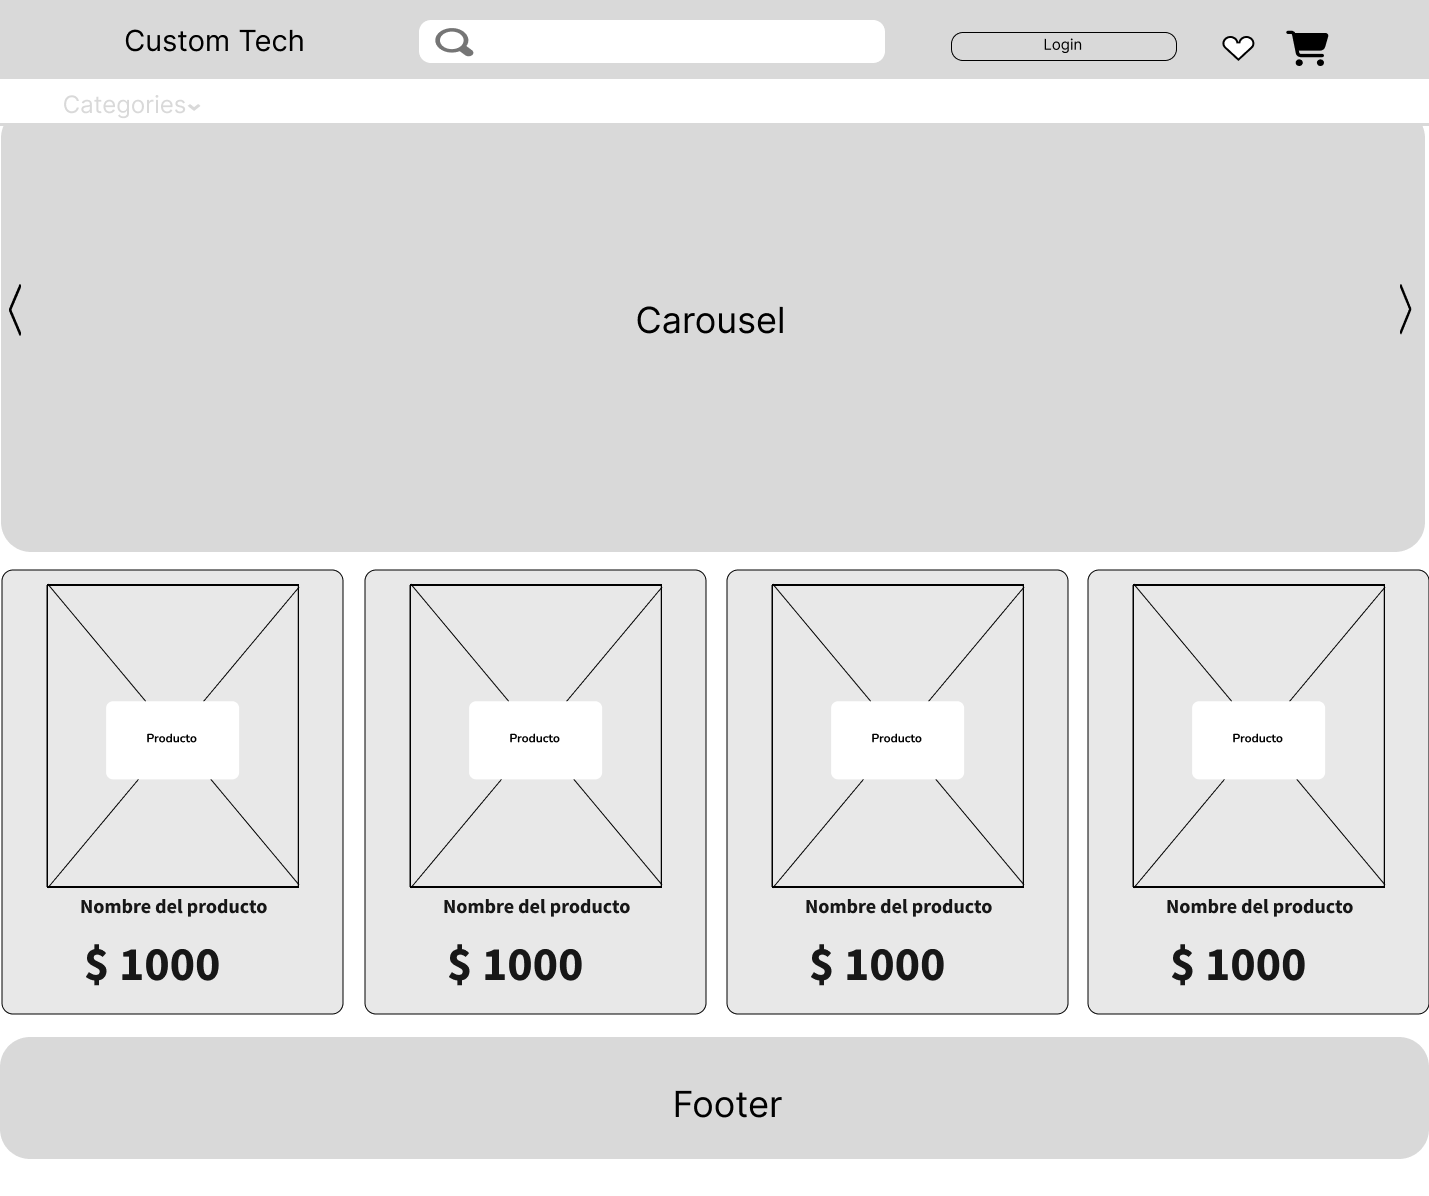 Custom Tech
Login
Categories
Carousel
Producto
Producto
Producto
Producto
Nombre del producto
Nombre del producto
Nombre del producto
Nombre del producto
$ 1000
$ 1000
$ 1000
$ 1000
Footer